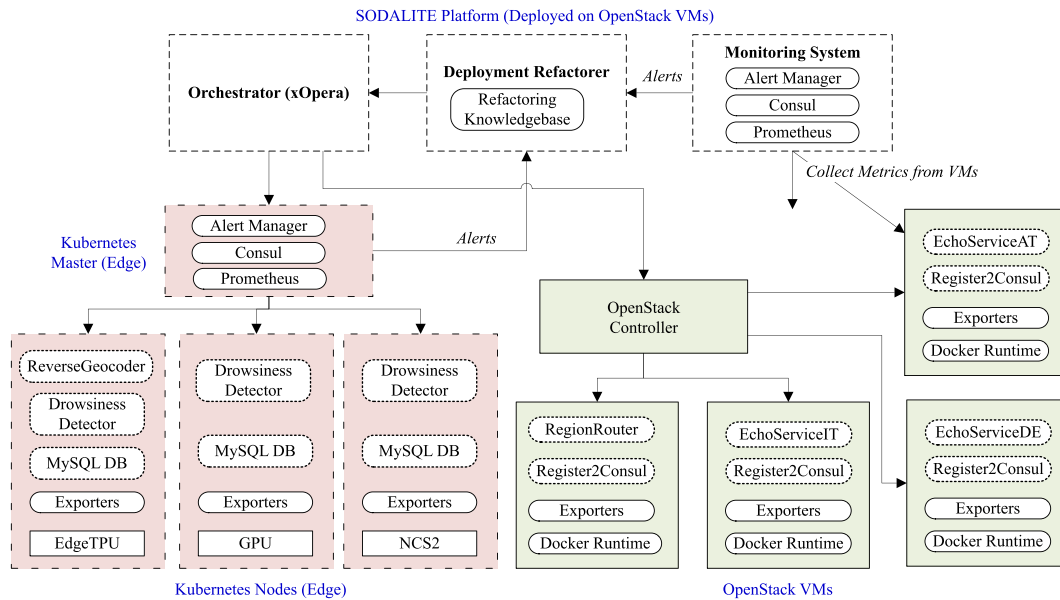 SODALITE Platform (Deployed on OpenStack VMs)
Orchestrator (xOpera)
Deployment Refactorer
Refactoring
Knowledgebase
Alerts
Monitoring System
Alert Manager
Consul
Prometheus
Collect Metrics from VMs
Kubernetes
Master (Edge)
Alert Manager
Consul
Prometheus
Alerts
OpenStack
Controller
EchoServiceAT
Register2Consul
Exporters
Docker Runtime
ReverseGeocoder
Drowsiness
Detector
MySQL DB
Exporters
EdgeTPU
Drowsiness
Detector
MySQL DB
Exporters
GPU
Drowsiness
Detector
MySQL DB
Exporters
NCS2
RegionRouter
Register2Consul
Exporters
Docker Runtime
EchoServiceIT
Register2Consul
Exporters
Docker Runtime
EchoServiceDE
Register2Consul
Exporters
Docker Runtime
Kubernetes Nodes (Edge)
OpenStack VMs